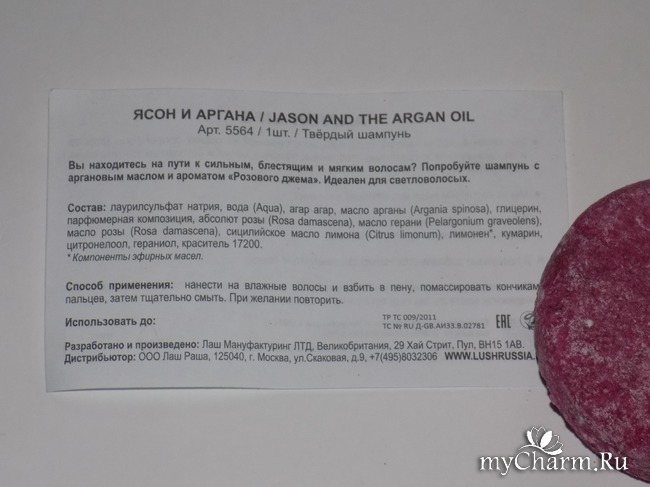 ЯСОН И АРГАНА / JASON AND THE ARGAN OIL
Арт. 5564 / 1шт. / Твёрдый шампунь
Вы находитесь на пути к сильным, блестящим и мягким волосам? Попробуйте шампунь с
аргановым маслом и ароматом «Розового джема». Идеален для светловолосых.
Состав: лаурилсульфат натрия, вода (Aqua), агар агар, масло арганы (Argania spinosa), глицерин,
парфюмерная композиция, абсолют розы (Rosa damascena), масло герани (Pelargonium graveolens),
масло розы (Rosa damascena), сицилийское масло лимона (Citrus limonum), лимонен*, кумарин,
цитронелоол, гераниол, краситель 17200.
* Компоненты эфирных масел.
Способ применения: нанести на влажные волосы и взбить в пену, помассировать кончикам
пальцев, затем тщательно смыть. При желании повторить.
Использовать до:
ТР ТС 009/2011
ТС № RU Д-GB.АИ33.В.02781
EAC
Разработано и произведено: Лаш Мануфактуринг ЛТД, Великобритания, 29 Хай Стрит, Пул, ВН15 1АВ.
Дистрибьютор: ООО Лаш Раша, 125040, г. Москва, ул.Скаковая, д.9, +7(495)8032306 WWW.LUSHRUSSIA.
myCharm.Ru